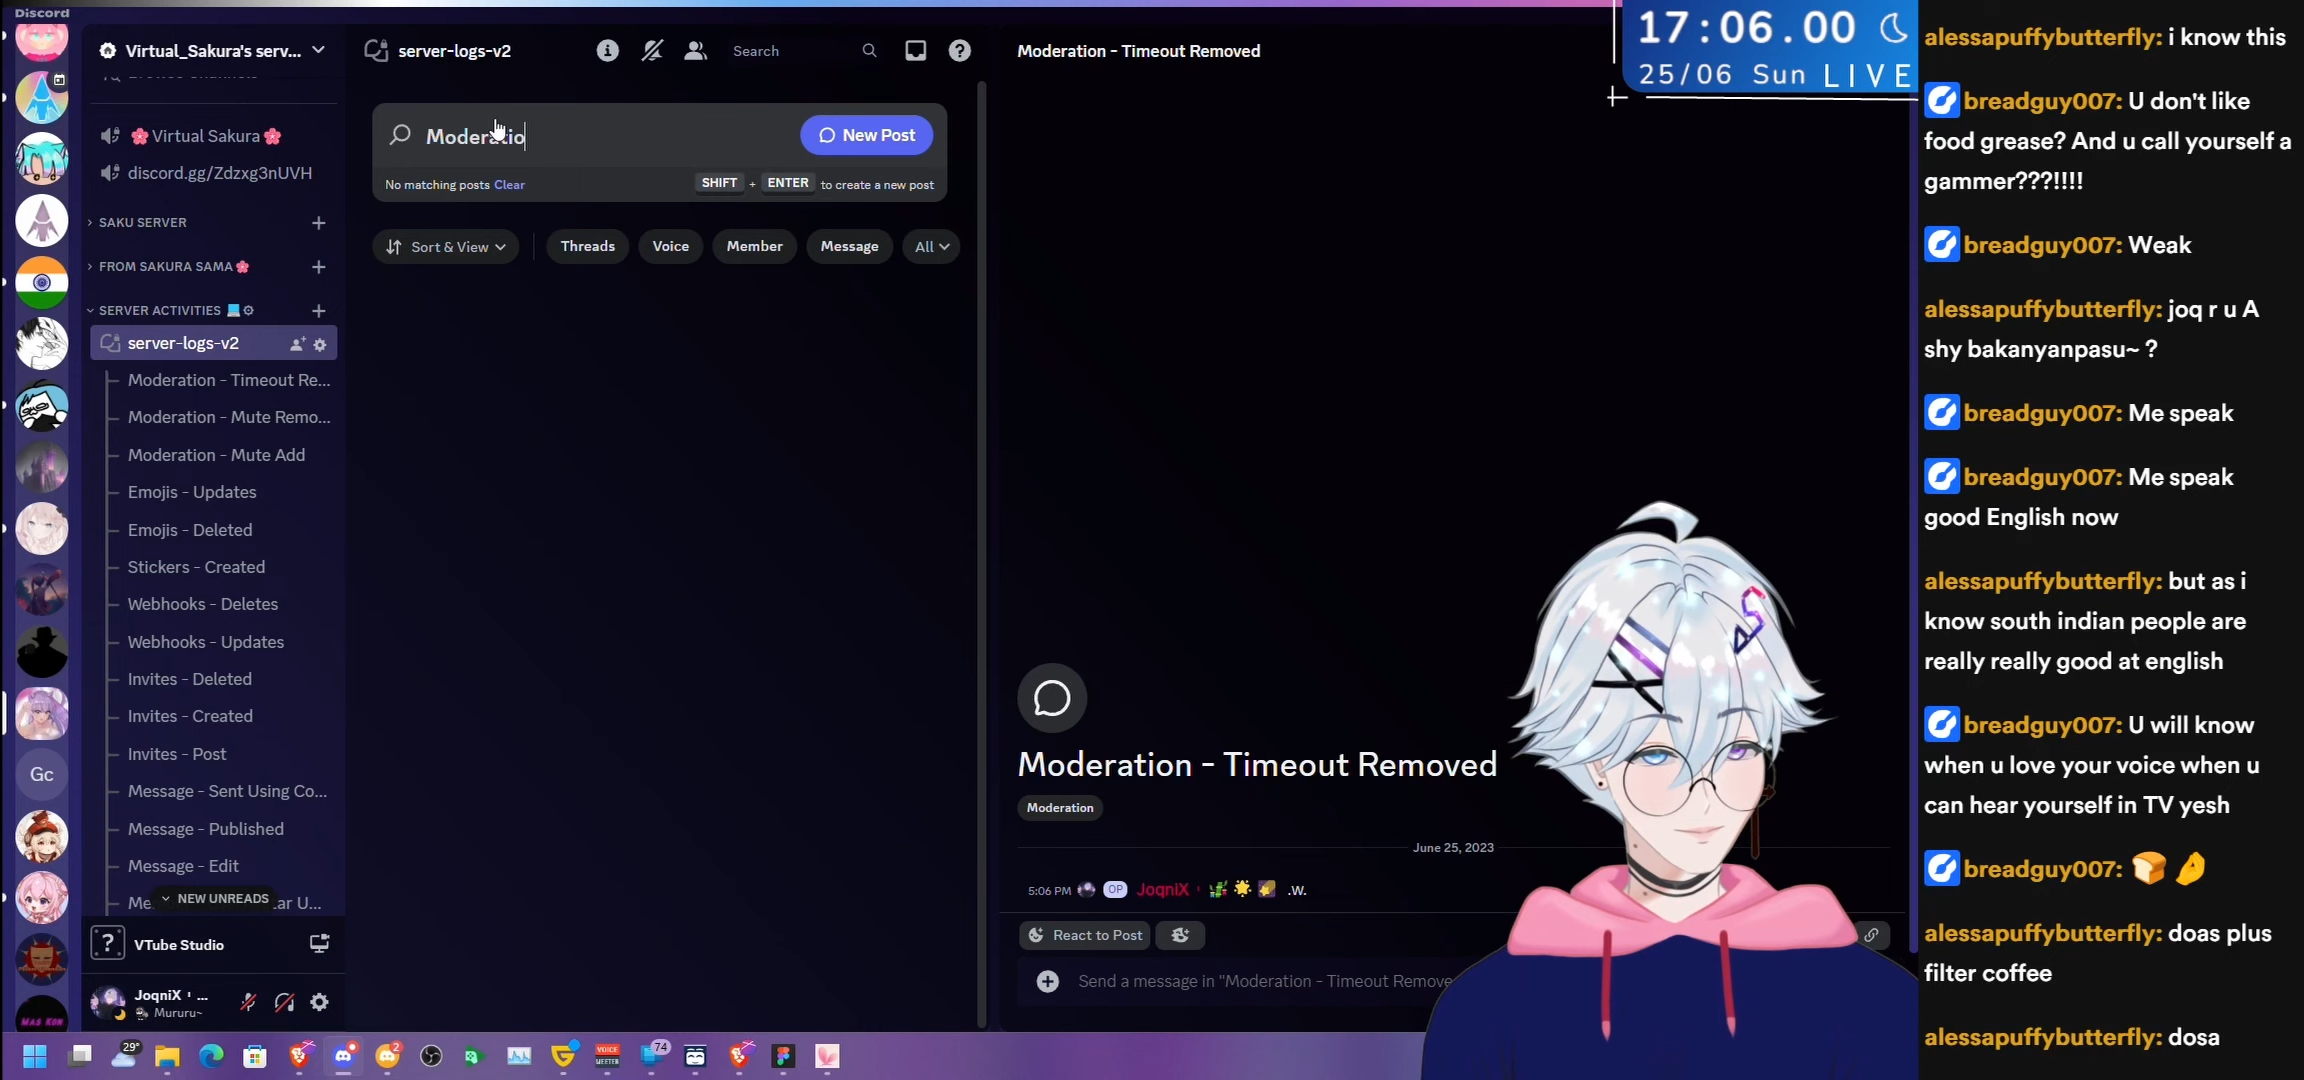 Discord
Virtual_Sakura's serv...
🌸Virtual Sakura🌸
discord.gg/Zdzxg3nUVH
SAKU SERVER
FROM SAKURA SAMA🌸
SERVER ACTIVITIES 💻⚙
server-logs-v2
Moderation - Timeout Re...
Moderation - Mute Remo...
Moderation - Mute Add
Emojis - Updates
Emojis - Deleted
Stickers - Created
Webhooks - Deletes
Webhooks - Updates
Invites - Deleted
Invites - Created
Invites - Post
Message - Sent Using Co...
Message - Published
Message - Edit
NEW UNREADS
Gc
VTube Studio
JoqniX ...
Mururu~
server-logs-v2
Search
Moderatio
New Post
No matching posts Clear
SHIFT + ENTER to create a new post
Sort & View
Threads
Voice
Member
Message
All
Moderation - Timeout Removed
Moderation - Timeout Removed
Moderation
June 25, 2023
5:06 PM OP JoqniX .w.
React to Post
Send a message in "Moderation - Timeout Remove
17:06.00
25/06 Sun LIVE
alessapuffybutterfly: i know this
breadguy007: U don't like
food grease? And u call yourself a
gammer???!!!!
breadguy007: Weak
alessapuffybutterfly: joq r u A
shy bakanyanpasu~ ?
breadguy007: Me speak
breadguy007: Me speak
good English now
alessapuffybutterfly: but as i
know south indian people are
really really good at english
breadguy007: U will know
when u love your voice when u
can hear yourself in TV yesh
breadguy007: 🍞 🤌
alessapuffybutterfly: doas plus
filter coffee
alessapuffybutterfly: dosa
29°
2
VOICE
MEETER
74
MAS KON